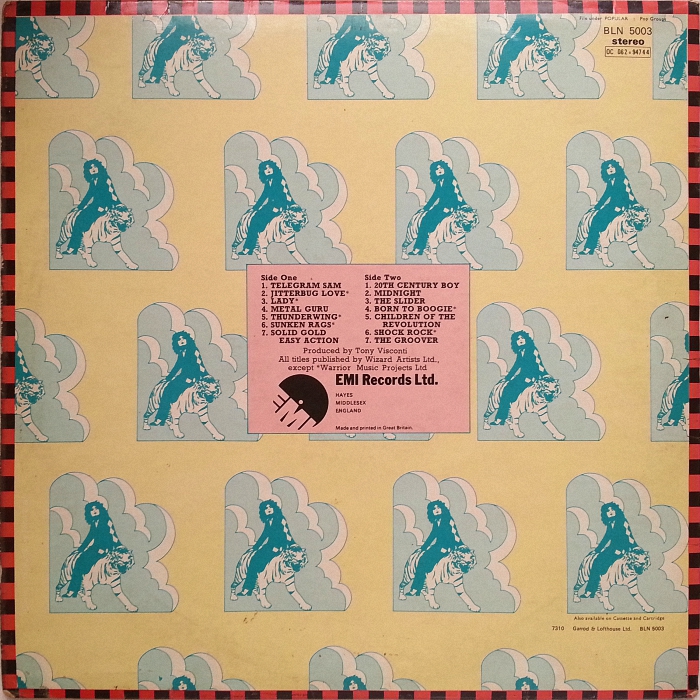 File under POPULAR : Pop Groups
BLN 5003
stereo
OC 062 · 94744
Side One
1. TELEGRAM SAM
2. JITTERBUG LOVE*
3. LADY*
4. METAL GURU
5. THUNDERWING*
6. SUNKEN RAGS*
7. SOLID GOLD
EASY ACTION
Side Two
1. 20TH CENTURY BOY
2. MIDNIGHT
3. THE SLIDER
4. BORN TO BOOGIE*
5. CHILDREN OF THE
REVOLUTION
6. SHOCK ROCK*
7. THE GROOVER
Produced by Tony Visconti
All titles published by Wizard Artists Ltd.,
except *Warrior Music Projects Ltd
EMI
EMI Records Ltd.
HAYES
MIDDLESEX
ENGLAND
Made and printed in Great Britain.
Also available on Cassette and Cartridge
7310 Garrod & Lofthouse Ltd. BLN 5003